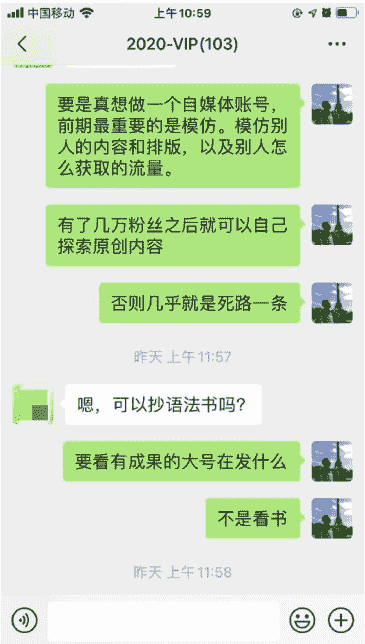 中国移动
上午10:59
2020-VIP(103)
要是真想做一个自媒体账号，
前期最重要的是模仿。模仿别
人的内容和排版，以及别人怎
么获取的流量。
有了几万粉丝之后就可以自己
探索原创内容
否则几乎就是死路一条
昨天 上午11:57
嗯，可以抄语法书吗?
要看有成果的大号在发什么
不是看书
昨天 上午11:58